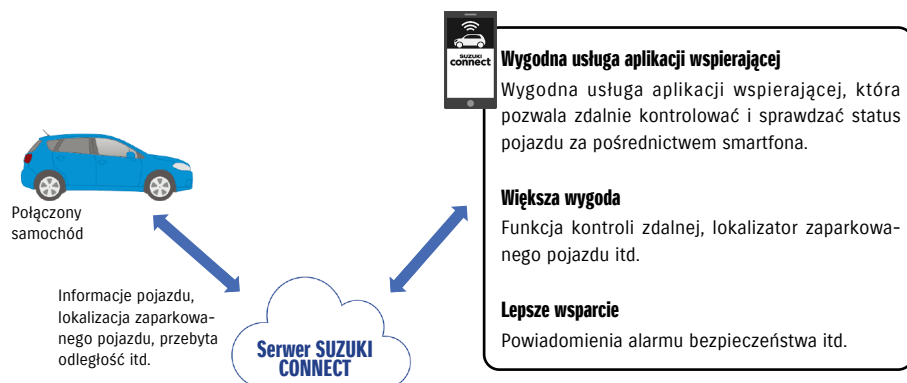 SUZUKI
connect
Wygodna usługa aplikacji wspierającej
Wygodna usługa aplikacji wspierającej, która
pozwala zdalnie kontrolować i sprawdzać status
pojazdu za pośrednictwem smartfona.
Większa wygoda
Funkcja kontroli zdalnej, lokalizator zaparkowa-
nego pojazdu itd.
Lepsze wsparcie
Powiadomienia alarmu bezpieczeństwa itd.
Połączony
samochód
Informacje pojazdu,
lokalizacja zaparkowa-
nego pojazdu, przebyta
odległość itd.
Serwer SUZUKI
CONNECT